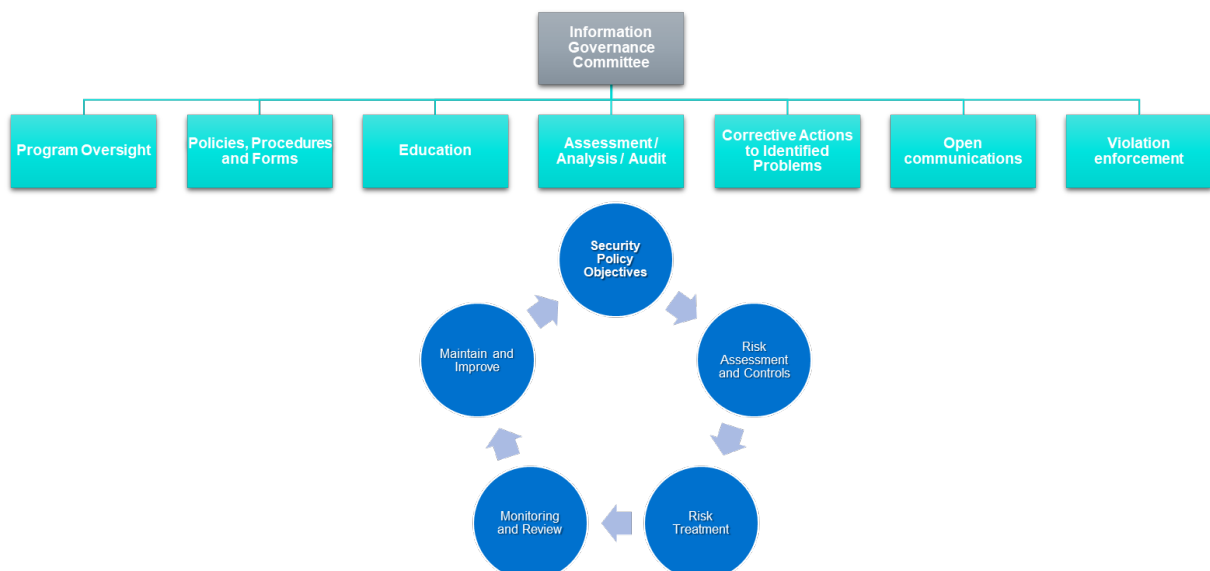 Information
Governance
Committee
Program Oversight
Policies, Procedures
and Forms
Education
Assessment /
Analysis / Audit
Corrective Actions
to Identified
Problems
Open
communications
Violation
enforcement
Security
Policy
Objectives
Risk
Assessment
and Controls
Risk
Treatment
Monitoring
and Review
Maintain and
Improve